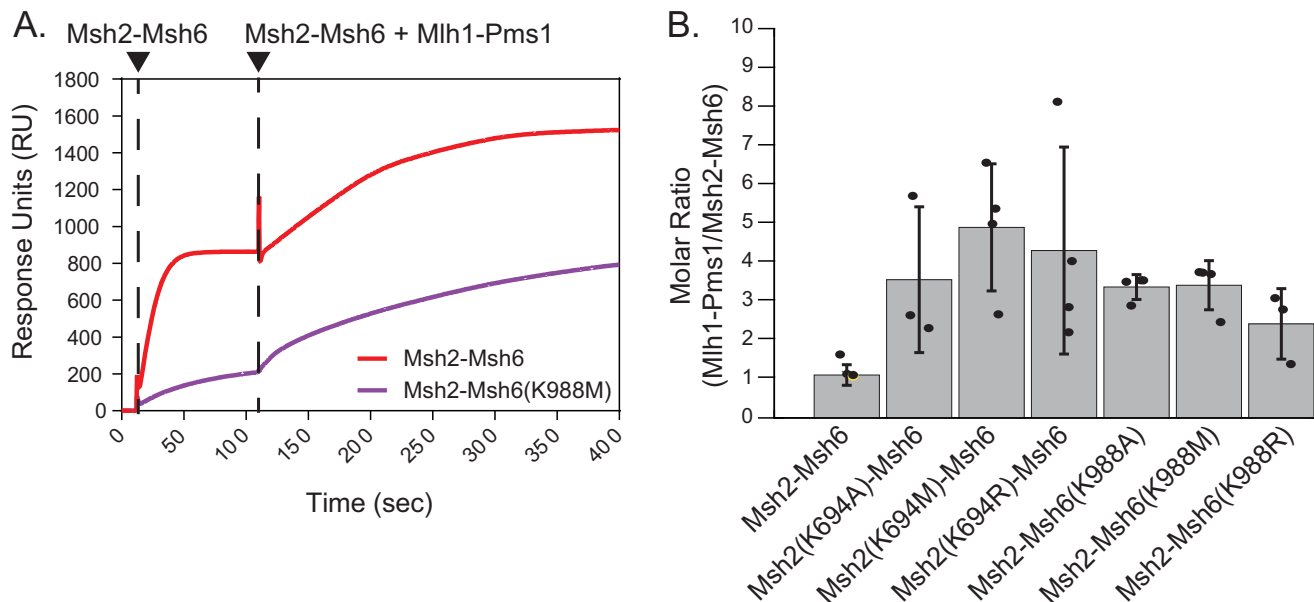 A.
Msh2-Msh6
Msh2-Msh6 + Mlh1-Pms1
1800
1600
1400
1200
1000
800
600
400
200
0
Response Units (RU)
Msh2-Msh6
Msh2-Msh6(K988M)
0
50
100
150
200
250
300
350
400
Time (sec)
B.
10
9
8
7
6
5
4
3
2
1
0
Molar Ratio
(Mlh1-Pms1/Msh2-Msh6)
Msh2-Msh6
Msh2(K694A)-Msh6
Msh2(K694M)-Msh6
Msh2(K694R)-Msh6
Msh2-Msh6(K988A)
Msh2-Msh6(K988M)
Msh2-Msh6(K988R)